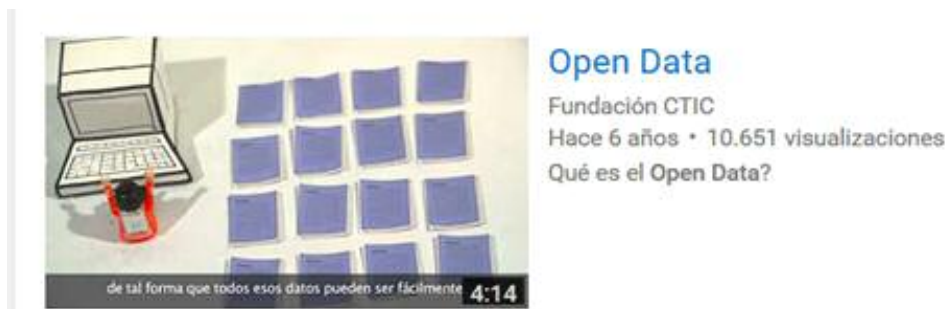 Open Data
Fundación CTIC
Hace 6 años • 10.651 visualizaciones
Qué es el Open Data?
de tal forma que todos esos datos pueden ser fácilmente
4:14